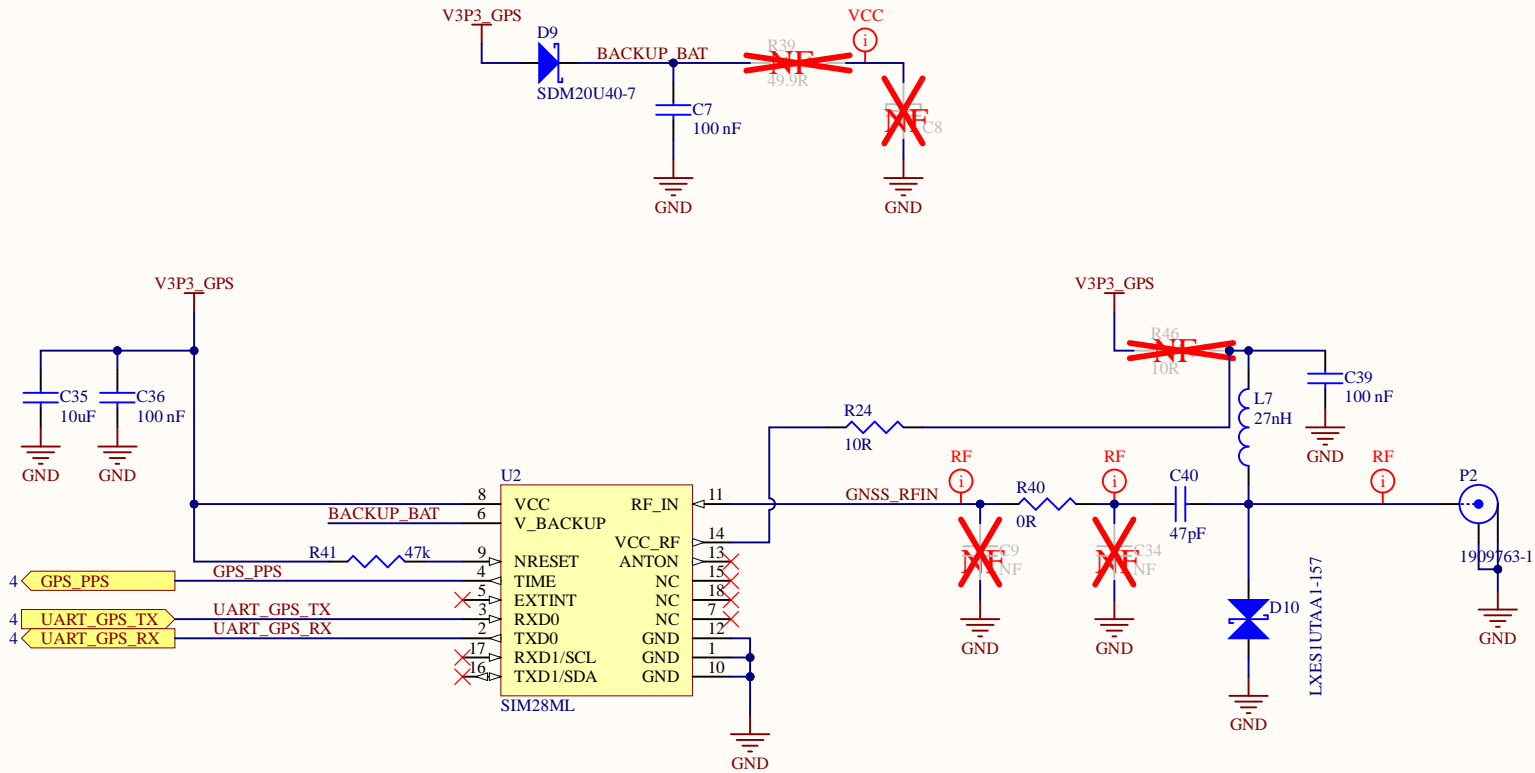 V3P3_GPS
VCC
i
D9
BACKUP_BAT
R39
NF
49.9R
SDM20U40-7
C7
100 nF
NF
C8
GND
GND
V3P3_GPS
V3P3_GPS
R46
NF
10R
C35
10uF
C36
100 nF
C39
100 nF
L7
27nH
R24
10R
GND
GND
GND
U2
RF
i
RF
i
RF
i
8
VCC
RF_IN
11
GNSS_RFIN
R40
0R
C40
47pF
P2
BACKUP_BAT
6
V_BACKUP
VCC_RF
14
R41
47k
9
NRESET
ANTON
13
NF
C9
NF
NF
C34
NF
1909763-1
4
GPS_PPS
GPS_PPS
4
TIME
NC
15
5
EXTINT
NC
18
4
UART_GPS_TX
UART_GPS_TX
3
RXD0
NC
7
4
UART_GPS_RX
UART_GPS_RX
2
TXD0
GND
12
17
RXD1/SCL
GND
1
16
TXD1/SDA
GND
10
D10
LXES1UTAA1-157
GND
GND
GND
GND
SIM28ML
GND